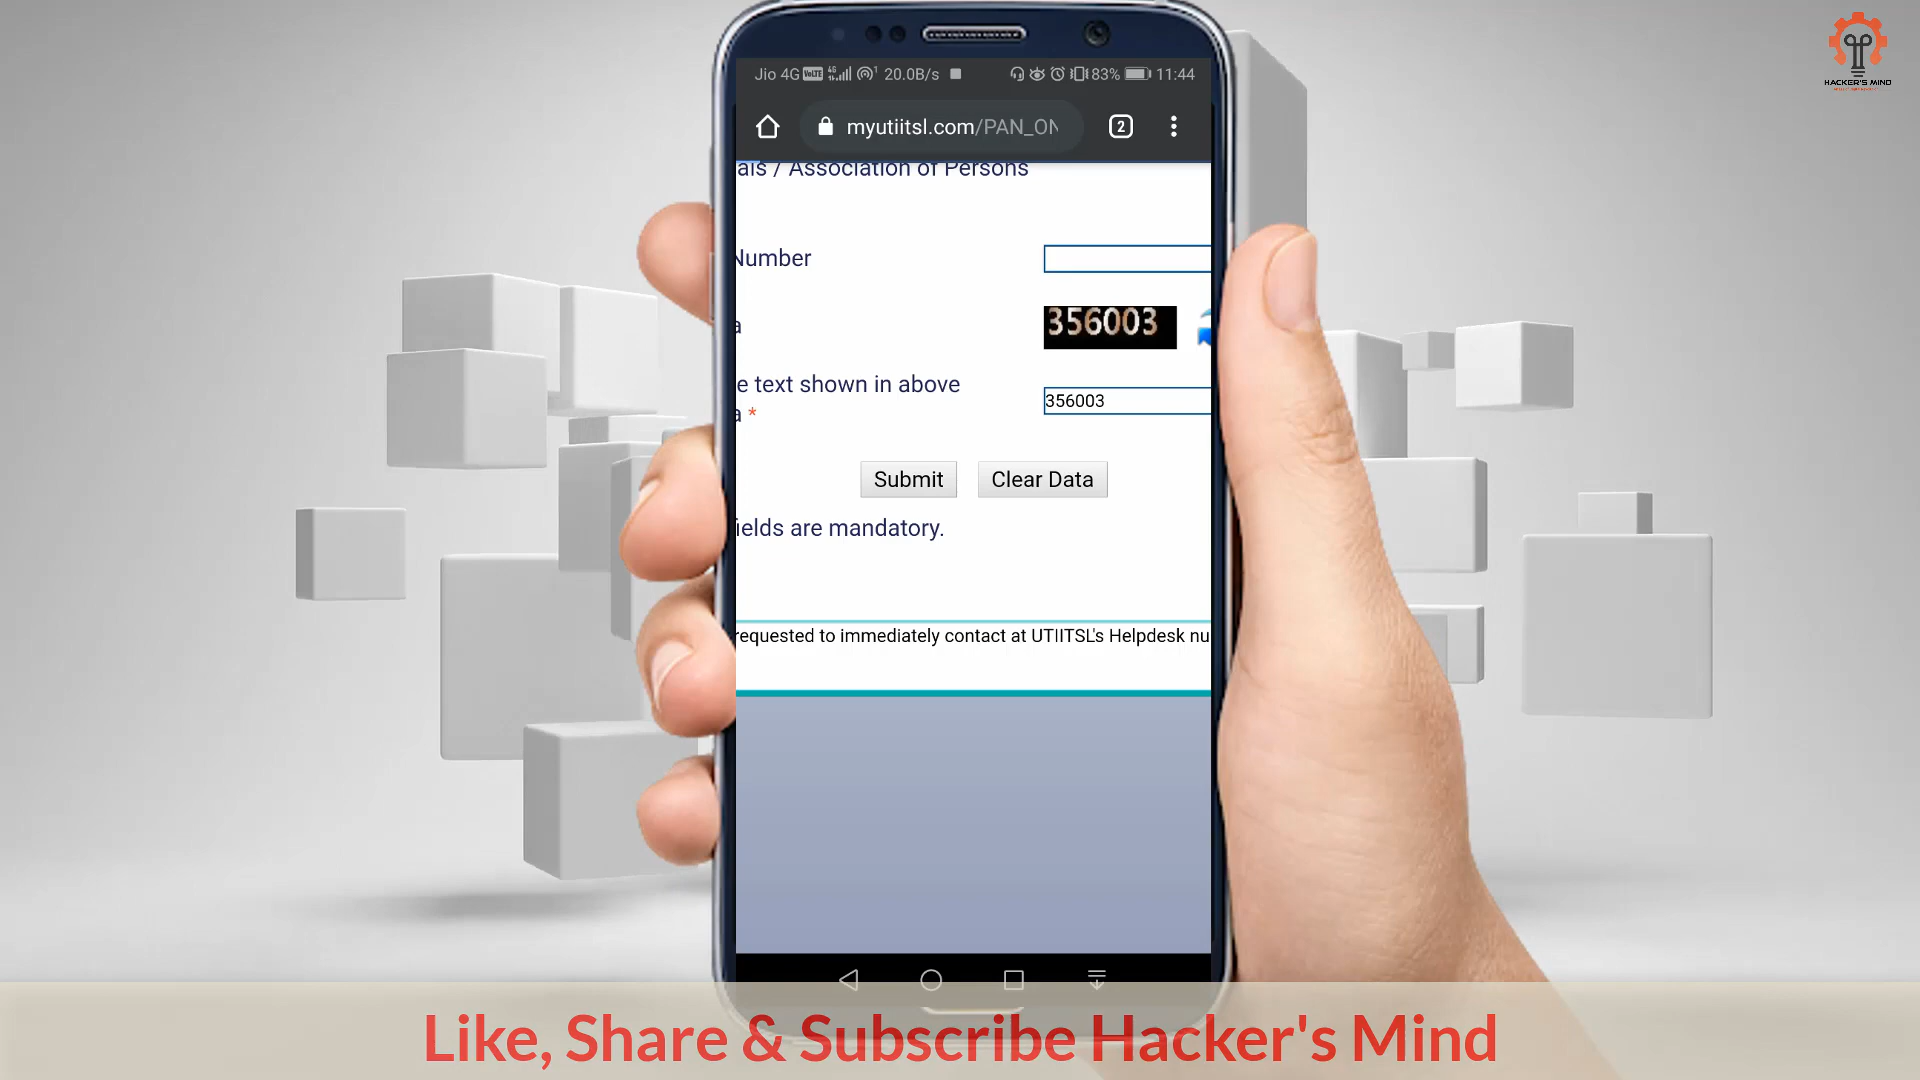 HACKER'S MIND
Jio 4G VoLTE 4G 20.0B/s 83% 11:44
myutiitsl.com/PAN_ON
2
als / Association of Persons
Number
a 356003
e text shown in above
a *
356003
Submit Clear Data
ields are mandatory.
requested to immediately contact at UTIITSL's Helpdesk nu
Like, Share & Subscribe Hacker's Mind